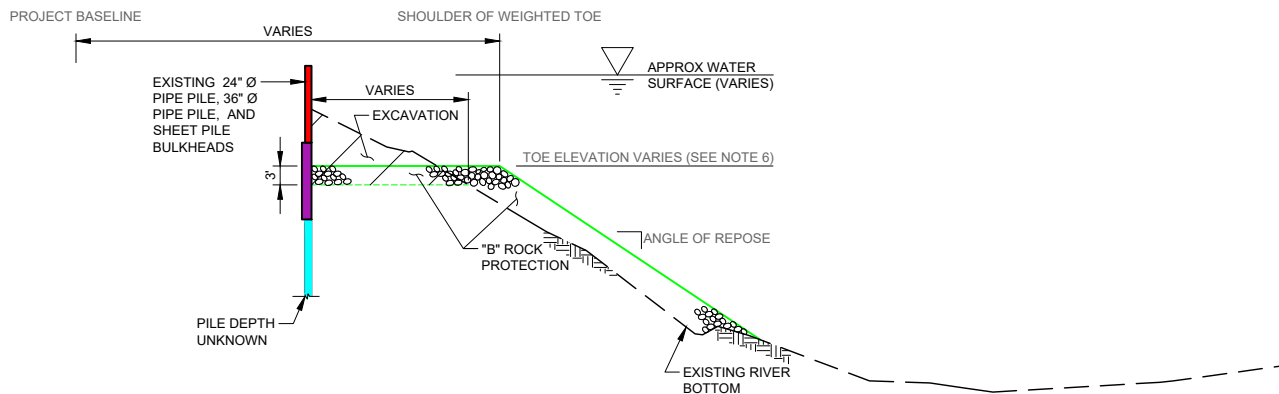 PROJECT BASELINE
SHOULDER OF WEIGHTED TOE
VARIES
APPROX WATER
SURFACE (VARIES)
EXISTING 24" Ø
PIPE PILE, 36" Ø
PIPE PILE, AND
SHEET PILE
BULKHEADS
VARIES
EXCAVATION
TOE ELEVATION VARIES (SEE NOTE 6)
3'
ANGLE OF REPOSE
"B" ROCK
PROTECTION
PILE DEPTH
UNKNOWN
EXISTING RIVER
BOTTOM